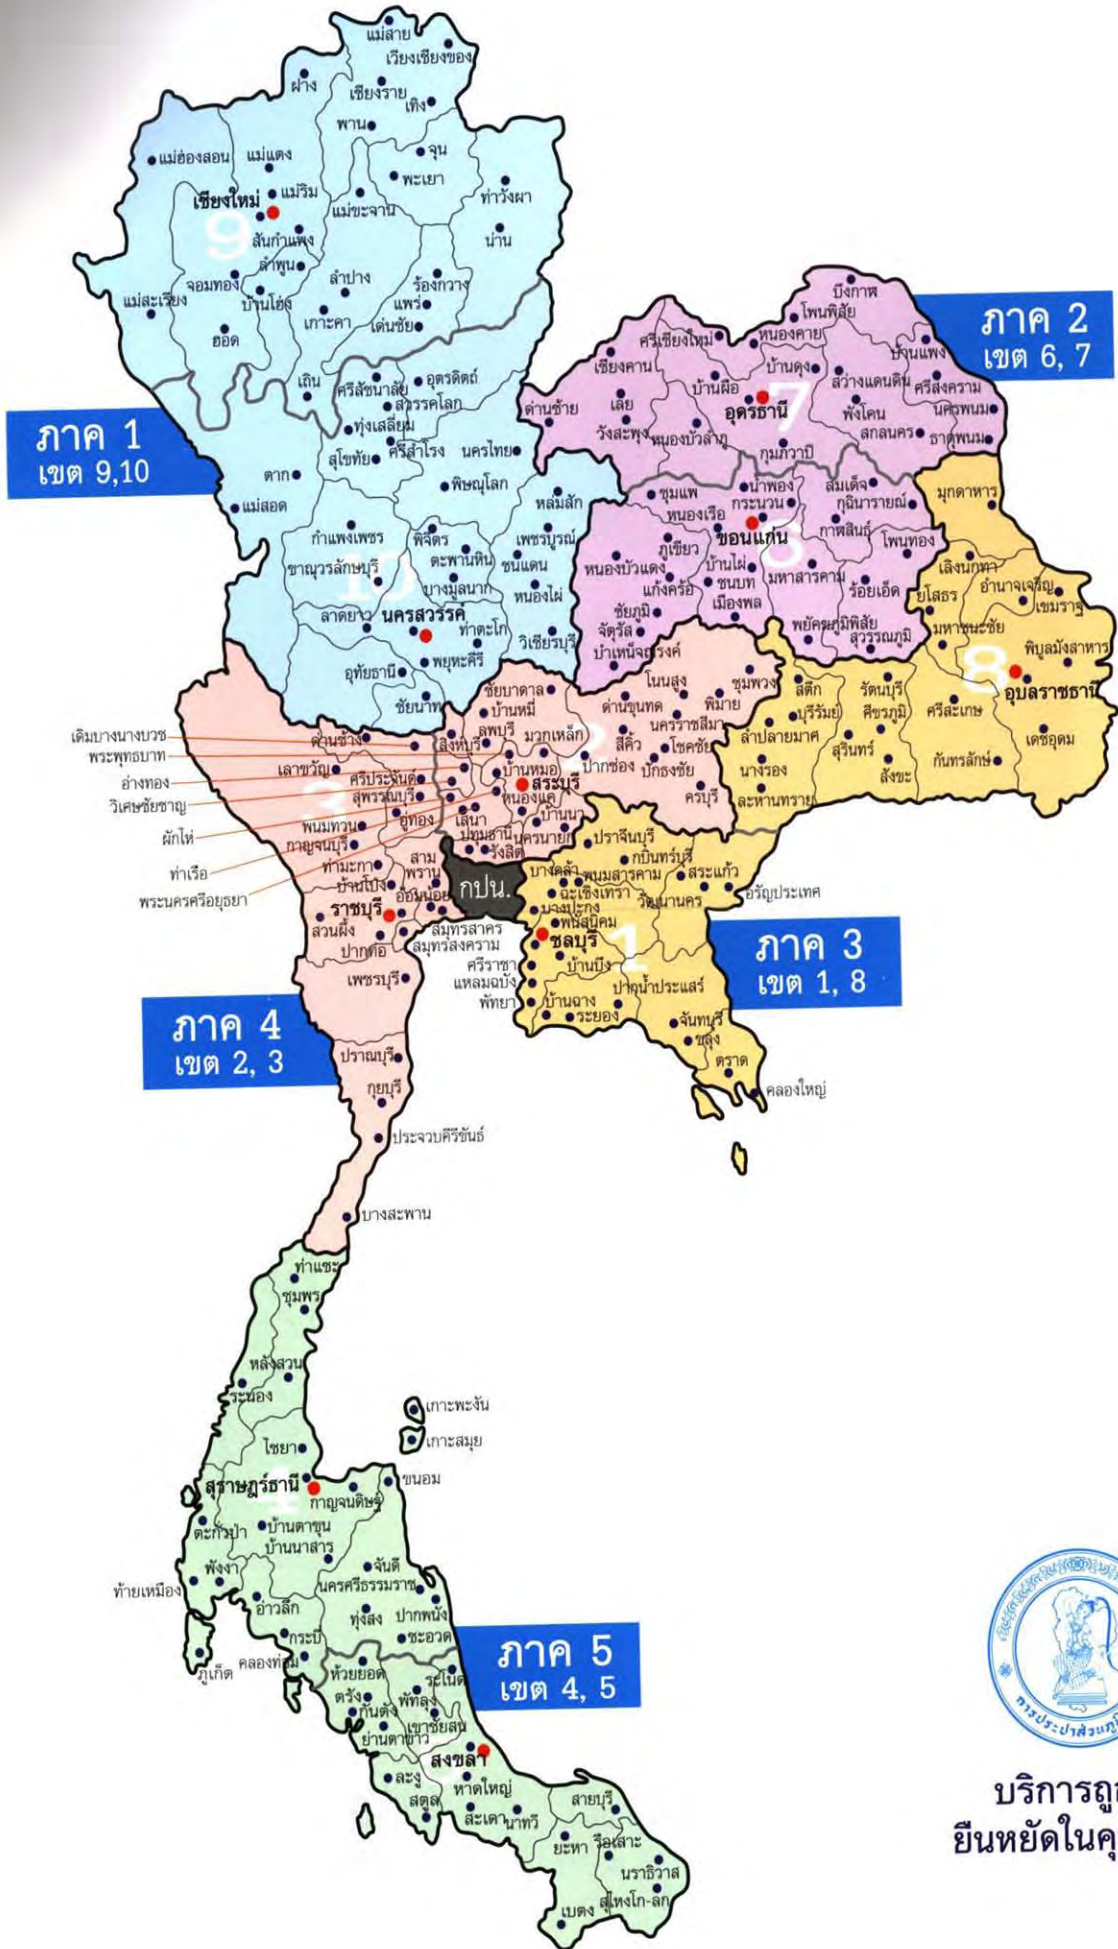 แม่สาย
เวียงเชียงของ
ฝาง
เชียงราย
เทิง
พาน
แม่ฮ่องสอน
แม่แตง
จุน
พะเยา
แม่ริม
ท่าวังผา
เชียงใหม่
แม่ขะจาน
9
สันกำแพง
น่าน
ลำพูน
จอมทอง
ลำปาง
ร้องกวาง
แม่สะเรียง
บ้านโฮ่ง
แพร่
เกาะคา
เด่นชัย
ฮอด
เถิน
ศรีสัชนาลัย
อุตรดิตถ์
สวรรคโลก
ทุ่งเสลี่ยม
ศรีสำโรง
นครไทย
สุโขทัย
ภาค 1
เขต 9,10
ตาก
พิษณุโลก
แม่สอด
หล่มสัก
กำแพงเพชร
พิจิตร
เพชรบูรณ์
ตะพานหิน
ชนแดน
ขาณุวรลักษบุรี
10
บางมูลนาก
หนองไผ่
ลาดยาว
นครสวรรค์
ท่าตะโก
วิเชียรบุรี
พยุหะคีรี
อุทัยธานี
ชัยนาท
บึงกาฬ
โพนพิสัย
ภาค 2
เขต 6, 7
ศรีเชียงใหม่
หนองคาย
บ้านแพง
เชียงคาน
บ้านดุง
สว่างแดนดิน
บ้านผือ
ศรีสงคราม
7
ด่านซ้าย
เลย
อุดรธานี
พังโคน
นครพนม
วังสะพุง
หนองบัวลำภู
สกลนคร
ธาตุพนม
กุมภวาปี
ชุมแพ
น้ำพอง
สมเด็จ
มุกดาหาร
กระนวน
กุฉินารายณ์
หนองเรือ
ขอนแก่น
กาฬสินธุ์
6
ภูเขียว
โพนทอง
หนองบัวแดง
บ้านไผ่
มหาสารคาม
เลิงนกทา
แก้งคร้อ
ชนบท
ร้อยเอ็ด
อำนาจเจริญ
ยโสธร
เขมราฐ
ชัยภูมิ
เมืองพล
จัตุรัส
พยัคฆภูมิพิสัย
มหาชนะชัย
สุวรรณภูมิ
พิบูลมังสาหาร
บำเหน็จณรงค์
8
อุบลราชธานี
ชัยบาดาล
โนนสูง
ชุมพวง
สตึก
รัตนบุรี
ด่านขุนทด
พิมาย
ศรีสะเกษ
บ้านหมี่
นครราชสีมา
บุรีรัมย์
ศีขรภูมิ
เดชอุดม
เดิมบางนางบวช
ด่านช้าง
ลพบุรี
สิงห์บุรี
มวกเหล็ก
2
สีคิ้ว
โชคชัย
ลำปลายมาศ
สุรินทร์
พระพุทธบาท
ปากช่อง
ปักธงชัย
สังขะ
กันทรลักษ์
เลาขวัญ
บ้านหมอ
นางรอง
อ่างทอง
ศรีประจันต์
สระบุรี
ครบุรี
ละหานทราย
วิเศษชัยชาญ
3
สุพรรณบุรี
หนองแค
อู่ทอง
เสนา
บ้านนา
ผักไห่
พนมทวน
ปทุมธานี
นครนายก
ปราจีนบุรี
กาญจนบุรี
รังสิต
กบินทร์บุรี
ท่าเรือ
ท่ามะกา
สาม
พราน
บางคล้า
พนมสารคาม
สระแก้ว
บ้านโป่ง
กปน.
ฉะเชิงเทรา
วัฒนานคร
อรัญประเทศ
พระนครศรีอยุธยา
อ้อมน้อย
บางปะกง
ราชบุรี
พนัสนิคม
สวนผึ้ง
สมุทรสาคร
ชลบุรี
1
ภาค 3
เขต 1, 8
ปากท่อ
สมุทรสงคราม
บ้านบึง
ศรีราชา
เพชรบุรี
แหลมฉบัง
ปากน้ำประแสร์
พัทยา
บ้านฉาง
ระยอง
จันทบุรี
ขลุง
ภาค 4
เขต 2, 3
ปราณบุรี
ตราด
คลองใหญ่
กุยบุรี
ประจวบคีรีขันธ์
บางสะพาน
ท่าแซะ
ชุมพร
หลังสวน
ระนอง
เกาะพะงัน
เกาะสมุย
ไชยา
สุราษฎร์ธานี
ขนอม
4
กาญจนดิษฐ์
ตะกั่วป่า
บ้านตาขุน
บ้านนาสาร
จันดี
พังงา
ท้ายเหมือง
นครศรีธรรมราช
อ่าวลึก
ทุ่งสง
ปากพนัง
กระบี่
ชะอวด
ภูเก็ต
คลองท่อม
ห้วยยอด
ระโนด
ภาค 5
เขต 4, 5
ตรัง
พัทลุง
กันตัง
เขาชัยสน
ย่านตาขาว
สงขลา
ละงู
หาดใหญ่
สตูล
สะเดา
นาทวี
สายบุรี
ยะหา
รือเสาะ
นราธิวาส
สุไหงโก-ลก
เบตง
การประปาส่วนภูมิ
บริการถู
ยืนหยัดในคุ